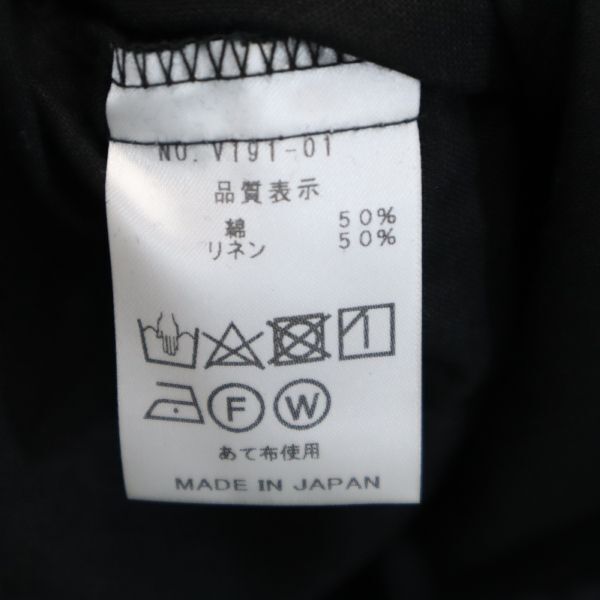 NO. V191-01
品質表示
綿 50%
リネン 50%
F W
あて布使用
MADE IN JAPAN